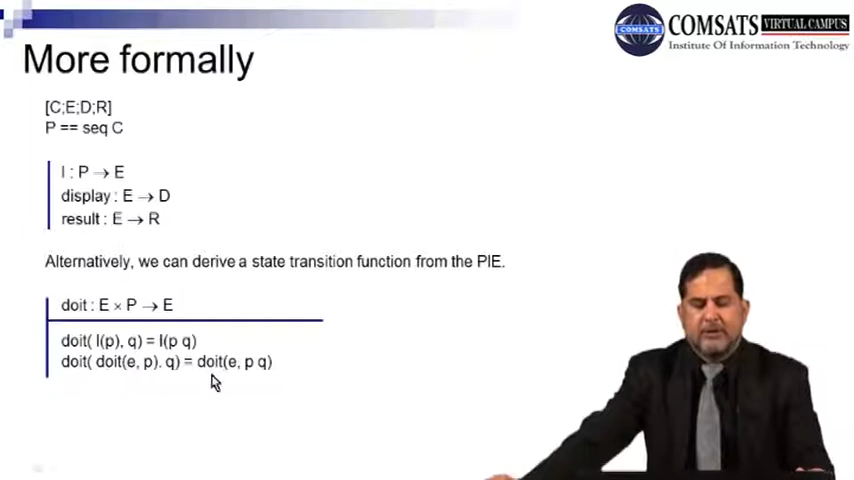 COMSATS
COMSATS VIRTUAL CAMPUS
Institute Of Information Technology
More formally
[C;E;D;R]
P == seq C
I : P → E
display : E → D
result : E → R
Alternatively, we can derive a state transition function from the PIE.
doit : E × P → E
doit( I(p), q) = I(p q)
doit( doit(e, p). q) = doit(e, p q)